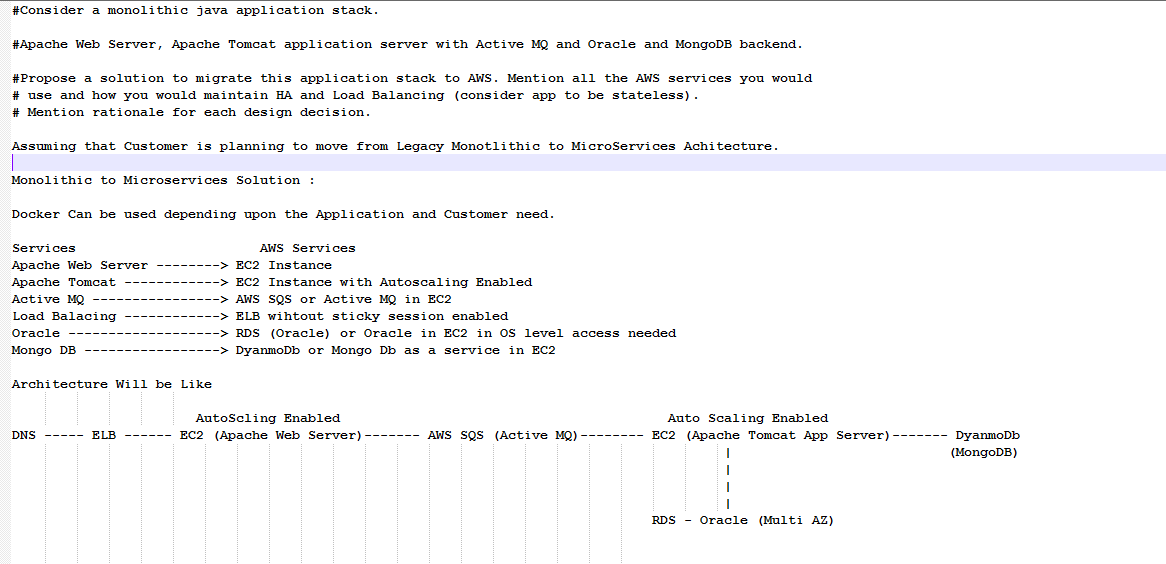 #Consider a monolithic java application stack.
#Apache Web Server, Apache Tomcat application server with Active MQ and Oracle and MongoDB backend.
#Propose a solution to migrate this application stack to AWS. Mention all the AWS services you would
# use and how you would maintain HA and Load Balancing (consider app to be stateless).
# Mention rationale for each design decision.
Assuming that Customer is planning to move from Legacy Monotlithic to MicroServices Achitecture.
Monolithic to Microservices Solution :
Docker Can be used depending upon the Application and Customer need.
Services AWS Services
Apache Web Server --------> EC2 Instance
Apache Tomcat ------------> EC2 Instance with Autoscaling Enabled
Active MQ ----------------> AWS SQS or Active MQ in EC2
Load Balacing ------------> ELB wihtout sticky session enabled
Oracle -------------------> RDS (Oracle) or Oracle in EC2 in OS level access needed
Mongo DB -----------------> DyanmoDb or Mongo Db as a service in EC2
Architecture Will be Like
AutoScling Enabled Auto Scaling Enabled
DNS ----- ELB ------ EC2 (Apache Web Server)------- AWS SQS (Active MQ)-------- EC2 (Apache Tomcat App Server)------- DyanmoDb
(MongoDB)
RDS - Oracle (Multi AZ)